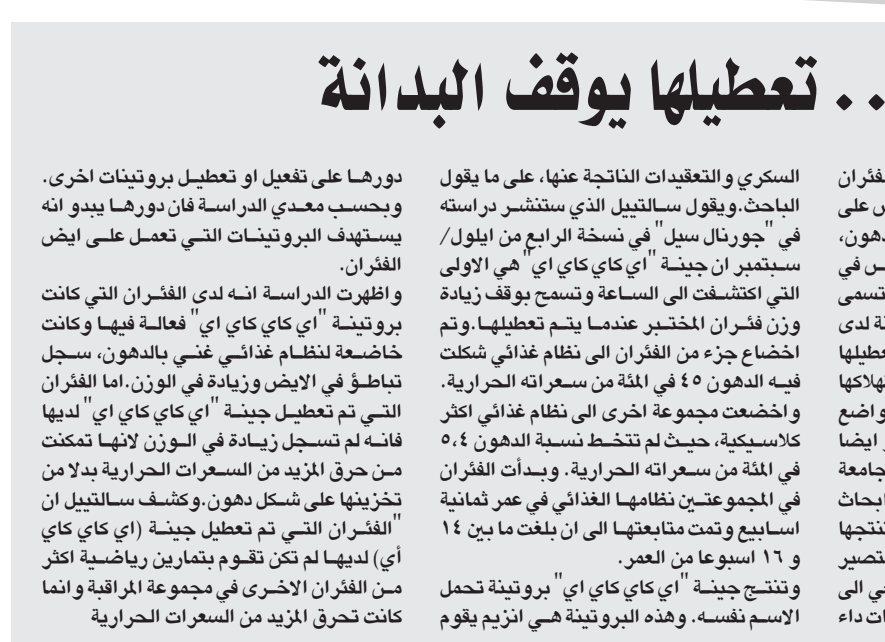 .. تعطيلها يوقف البدانة
لفئران
على
دهون،
في
تسمى
لدى
واضع
ايضا
جامعة
الى
داء
السكري والتعقيدات الناتجة عنها، على ما يقول
الباحث.ويقول سالتييل الذي ستنشر دراسته
في "جورنال سيل" في نسخة الرابع من ايلول/
سبتمبر ان جينة "اي كاي كاي اي" هي الاولى
التي اكتشفت الى الساعة وتسمح بوقف زيادة
وزن فئران المختبر عندما يتم تعطيلها.وتم
اخضاع جزء من الفئران الى نظام غذائي شكلت
فيه الدهون ٤٥ في المئة من سعراته الحرارية.
واخضعت مجموعة اخرى الى نظام غذائي اكثر
كلاسيكية، حيث لم تتخط نسبة الدهون ٥،٤
في المئة من سعراته الحرارية. وبدأت الفئران
في المجموعتين نظامها الغذائي في عمر ثمانية
اسابيع وتمت متابعتها الى ان بلغت ما بين ١٤
و ١٦ اسبوعا من العمر.
وتنتج جينة "اي كاي كاي اي" بروتينة تحمل
الاسم نفسه. وهذه البروتينة هي انزيم يقوم
دورها على تفعيل او تعطيل بروتينات اخرى.
وبحسب معدي الدراسة فان دورها يبدو انه
يستهدف البروتينات التي تعمل على ايض
الفئران.
واظهرت الدراسة انه لدى الفئران التي كانت
بروتينة "اي كاي كاي اي" فعالة فيها وكانت
خاضعة لنظام غذائي غني بالدهون، سجل
تباطؤ في الايض وزيادة في الوزن.اما الفئران
التي تم تعطيل جينة "اي كاي كاي اي" لديها
فانه لم تسجل زيادة في الوزن لانها تمكنت
من حرق المزيد من السعرات الحرارية بدلا من
تخزينها على شكل دهون.وكشف سالتييل ان
"الفئران التي تم تعطيل جينة (اي كاي كاي
أي) لديها لم تكن تقوم بتمارين رياضية اكثر
من الفئران الاخرى في مجموعة المراقبة وانما
كانت تحرق المزيد من السعرات الحرارية